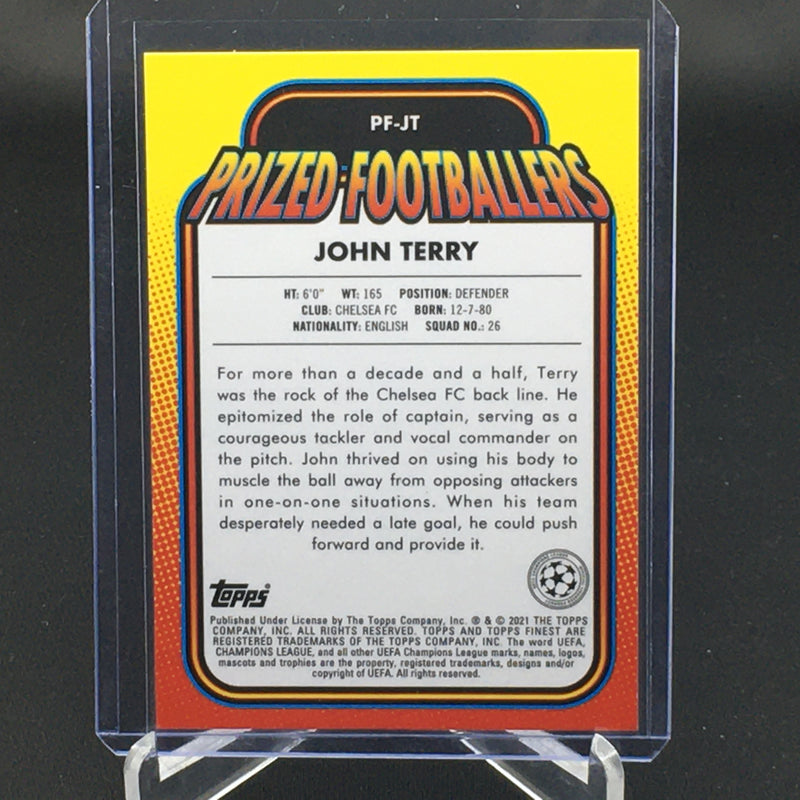 PF-JT
PRIZED FOOTBALLERS
JOHN TERRY
HT: 6'0" WT: 165 POSITION: DEFENDER
CLUB: CHELSEA FC BORN: 12-7-80
NATIONALITY: ENGLISH SQUAD NO.: 26
For more than a decade and a half, Terry
was the rock of the Chelsea FC back line. He
epitomized the role of captain, serving as a
courageous tackler and vocal commander on
the pitch. John thrived on using his body to
muscle the ball away from opposing attackers
in one-on-one situations. When his team
desperately needed a late goal, he could push
forward and provide it.
Topps®
Published Under License by The Topps Company, Inc. ® & © 2021 THE TOPPS
COMPANY, INC. ALL RIGHTS RESERVED. TOPPS AND TOPPS FINEST ARE
REGISTERED TRADEMARKS OF THE TOPPS COMPANY, INC. The word UEFA,
CHAMPIONS LEAGUE, and all other UEFA Champions League marks, names, logos,
mascots and trophies are the property, registered trademarks, designs and/or
copyright of UEFA. All rights reserved.